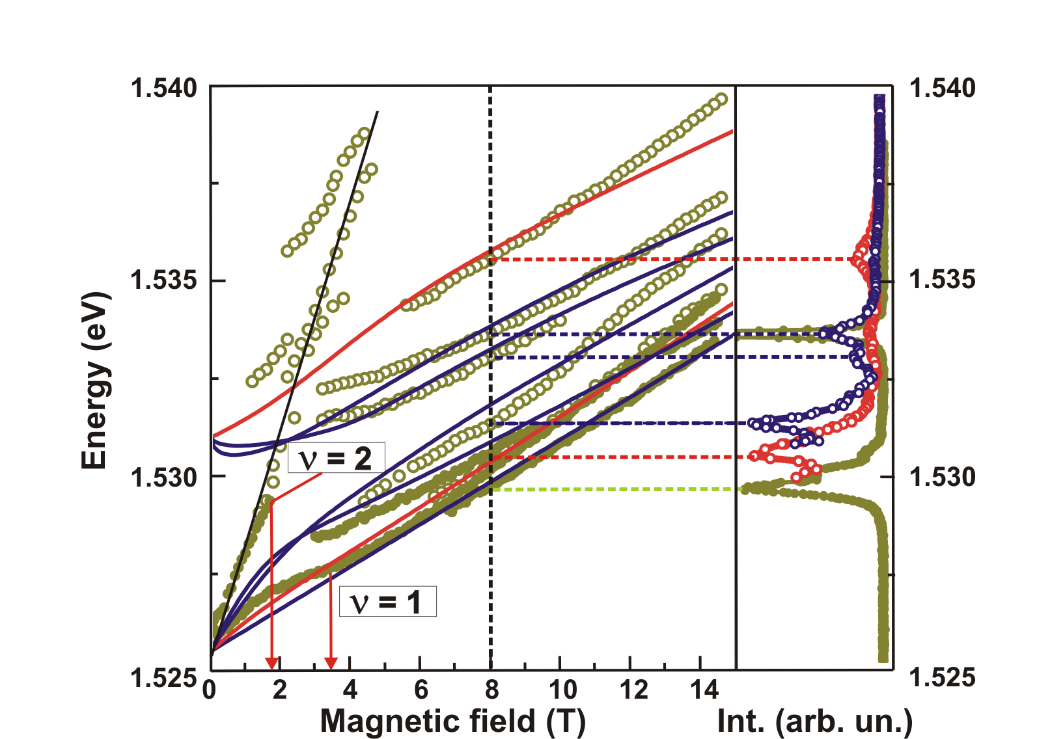 1.540
1.540
1.535
1.535
Energy (eV)
ν = 2
1.530
1.530
ν = 1
1.525
1.525
0 2 4 6 8 10 12 14
Magnetic field (T)
Int. (arb. un.)